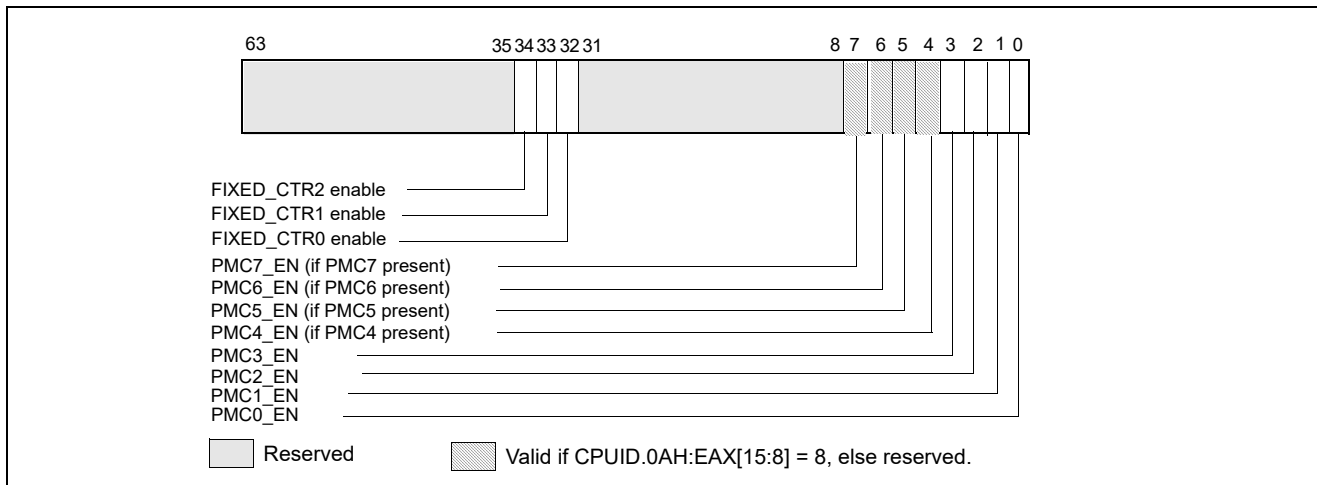 63 35 34 33 32 31 8 7 6 5 4 3 2 1 0
FIXED_CTR2 enable
FIXED_CTR1 enable
FIXED_CTR0 enable
PMC7_EN (if PMC7 present)
PMC6_EN (if PMC6 present)
PMC5_EN (if PMC5 present)
PMC4_EN (if PMC4 present)
PMC3_EN
PMC2_EN
PMC1_EN
PMC0_EN
Reserved Valid if CPUID.0AH:EAX[15:8] = 8, else reserved.